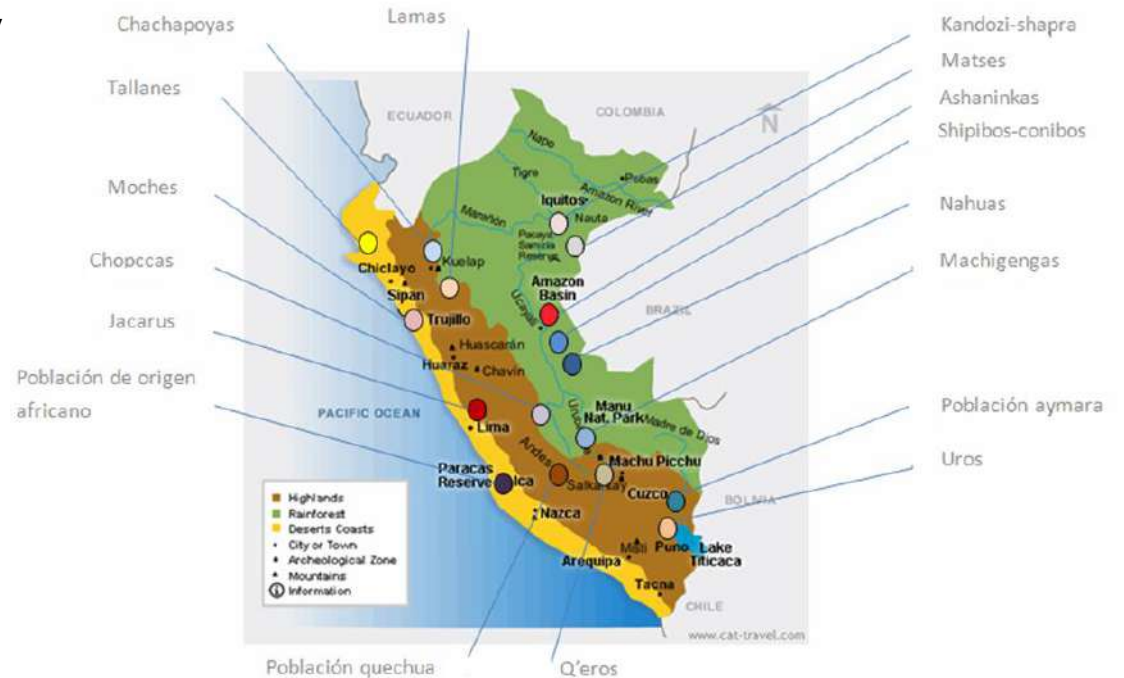 Lamas
Chachapoyas
Tallanes
Moches
Chopccas
Jacarus
Población de origen
africano
Kandozi-shapra
Matses
Ashaninkas
Shipibos-conibos
Nahuas
Machigengas
Población aymara
Uros
ECUADOR
COLOMBIA
N
Napo
Tigre
Pebas
Amazon River
Iquitos
Nauta
Marañón
Pacaya
Samiria
Reserve
Kuelap
Chiclayo
Sipan
Amazon
Basin
Ucayali
BRAZIL
Trujillo
Huascarán
Huaraz
Chavin
PACIFIC OCEAN
Lima
Manu
Nat. Park
Madre de Dios
Andes
Machu Picchu
Paracas
Reserve
Ica
Salkantay
Cuzco
BOLIVIA
Nazca
Misti
Puno
Lake
Titicaca
Arequipa
Tacna
CHILE
Highlands
Rainforest
Deserts Coasts
City or Town
Archeological Zone
Mountains
i Information
www.cat-travel.com
Población quechua
Q'eros